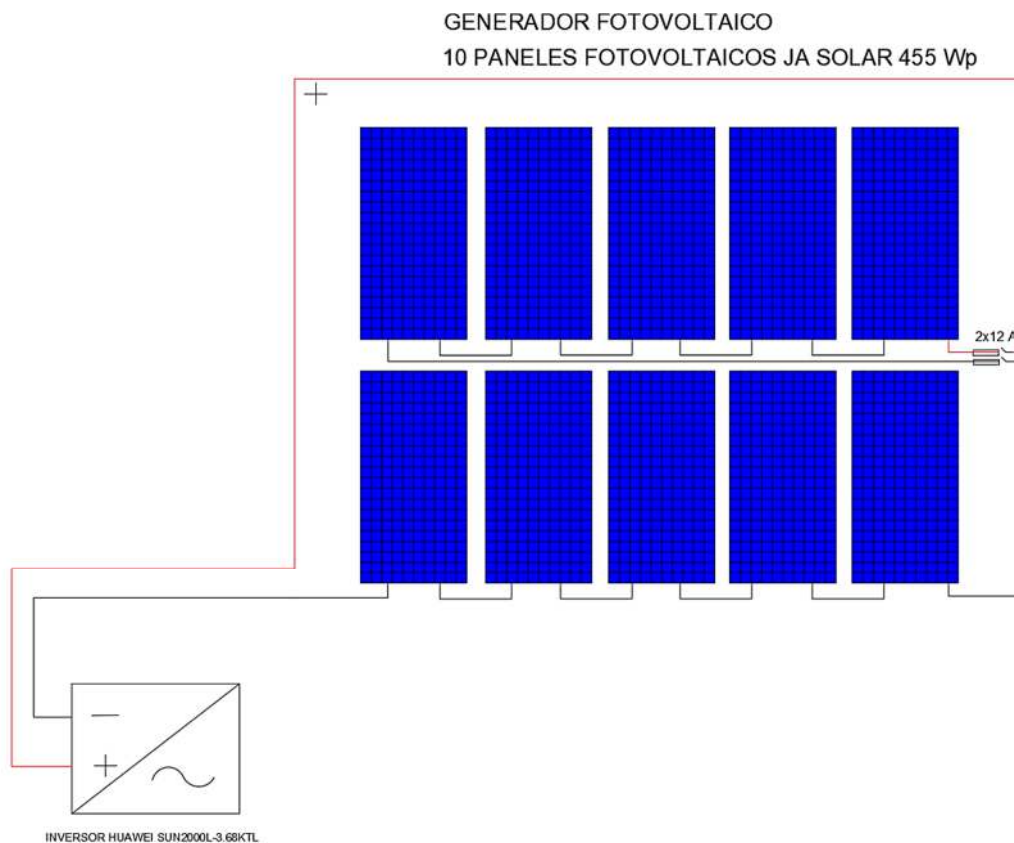 GENERADOR FOTOVOLTAICO
10 PANELES FOTOVOLTAICOS JA SOLAR 455 Wp
+
2x12 A
—
+
INVERSOR HUAWEI SUN2000L-3.68KTL